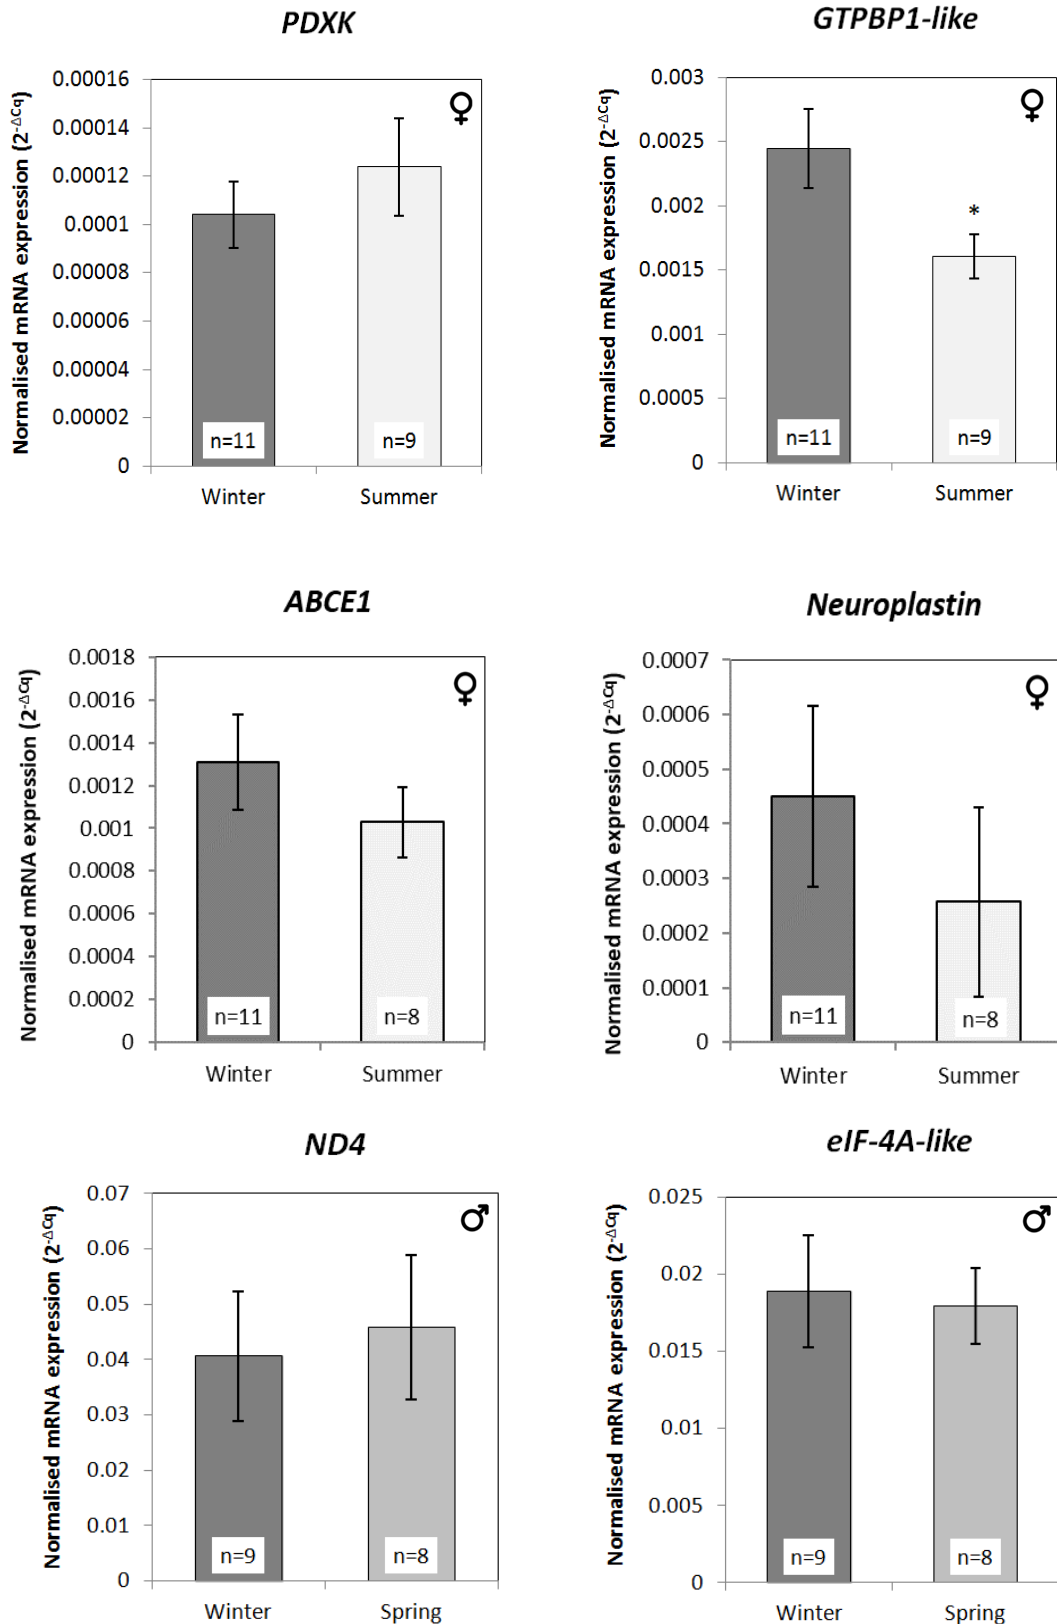 PDXK
Normalised mRNA expression (2-ΔCq)
0.00016
0.00014
0.00012
0.0001
0.00008
0.00006
0.00004
0.00002
0
♀
n=11
n=9
Winter
Summer
GTPBP1-like
Normalised mRNA expression (2-ΔCq)
0.003
0.0025
0.002
0.0015
0.001
0.0005
0
♀
*
n=11
n=9
Winter
Summer
ABCE1
Normalised mRNA expression (2-ΔCq)
0.0018
0.0016
0.0014
0.0012
0.001
0.0008
0.0006
0.0004
0.0002
0
♀
n=11
n=8
Winter
Summer
Neuroplastin
Normalised mRNA expression (2-ΔCq)
0.0007
0.0006
0.0005
0.0004
0.0003
0.0002
0.0001
0
♀
n=11
n=8
Winter
Summer
ND4
Normalised mRNA expression (2-ΔCq)
0.07
0.06
0.05
0.04
0.03
0.02
0.01
0
♂
n=9
n=8
Winter
Spring
eIF-4A-like
Normalised mRNA expression (2-ΔCq)
0.025
0.02
0.015
0.01
0.005
0
♂
n=9
n=8
Winter
Spring